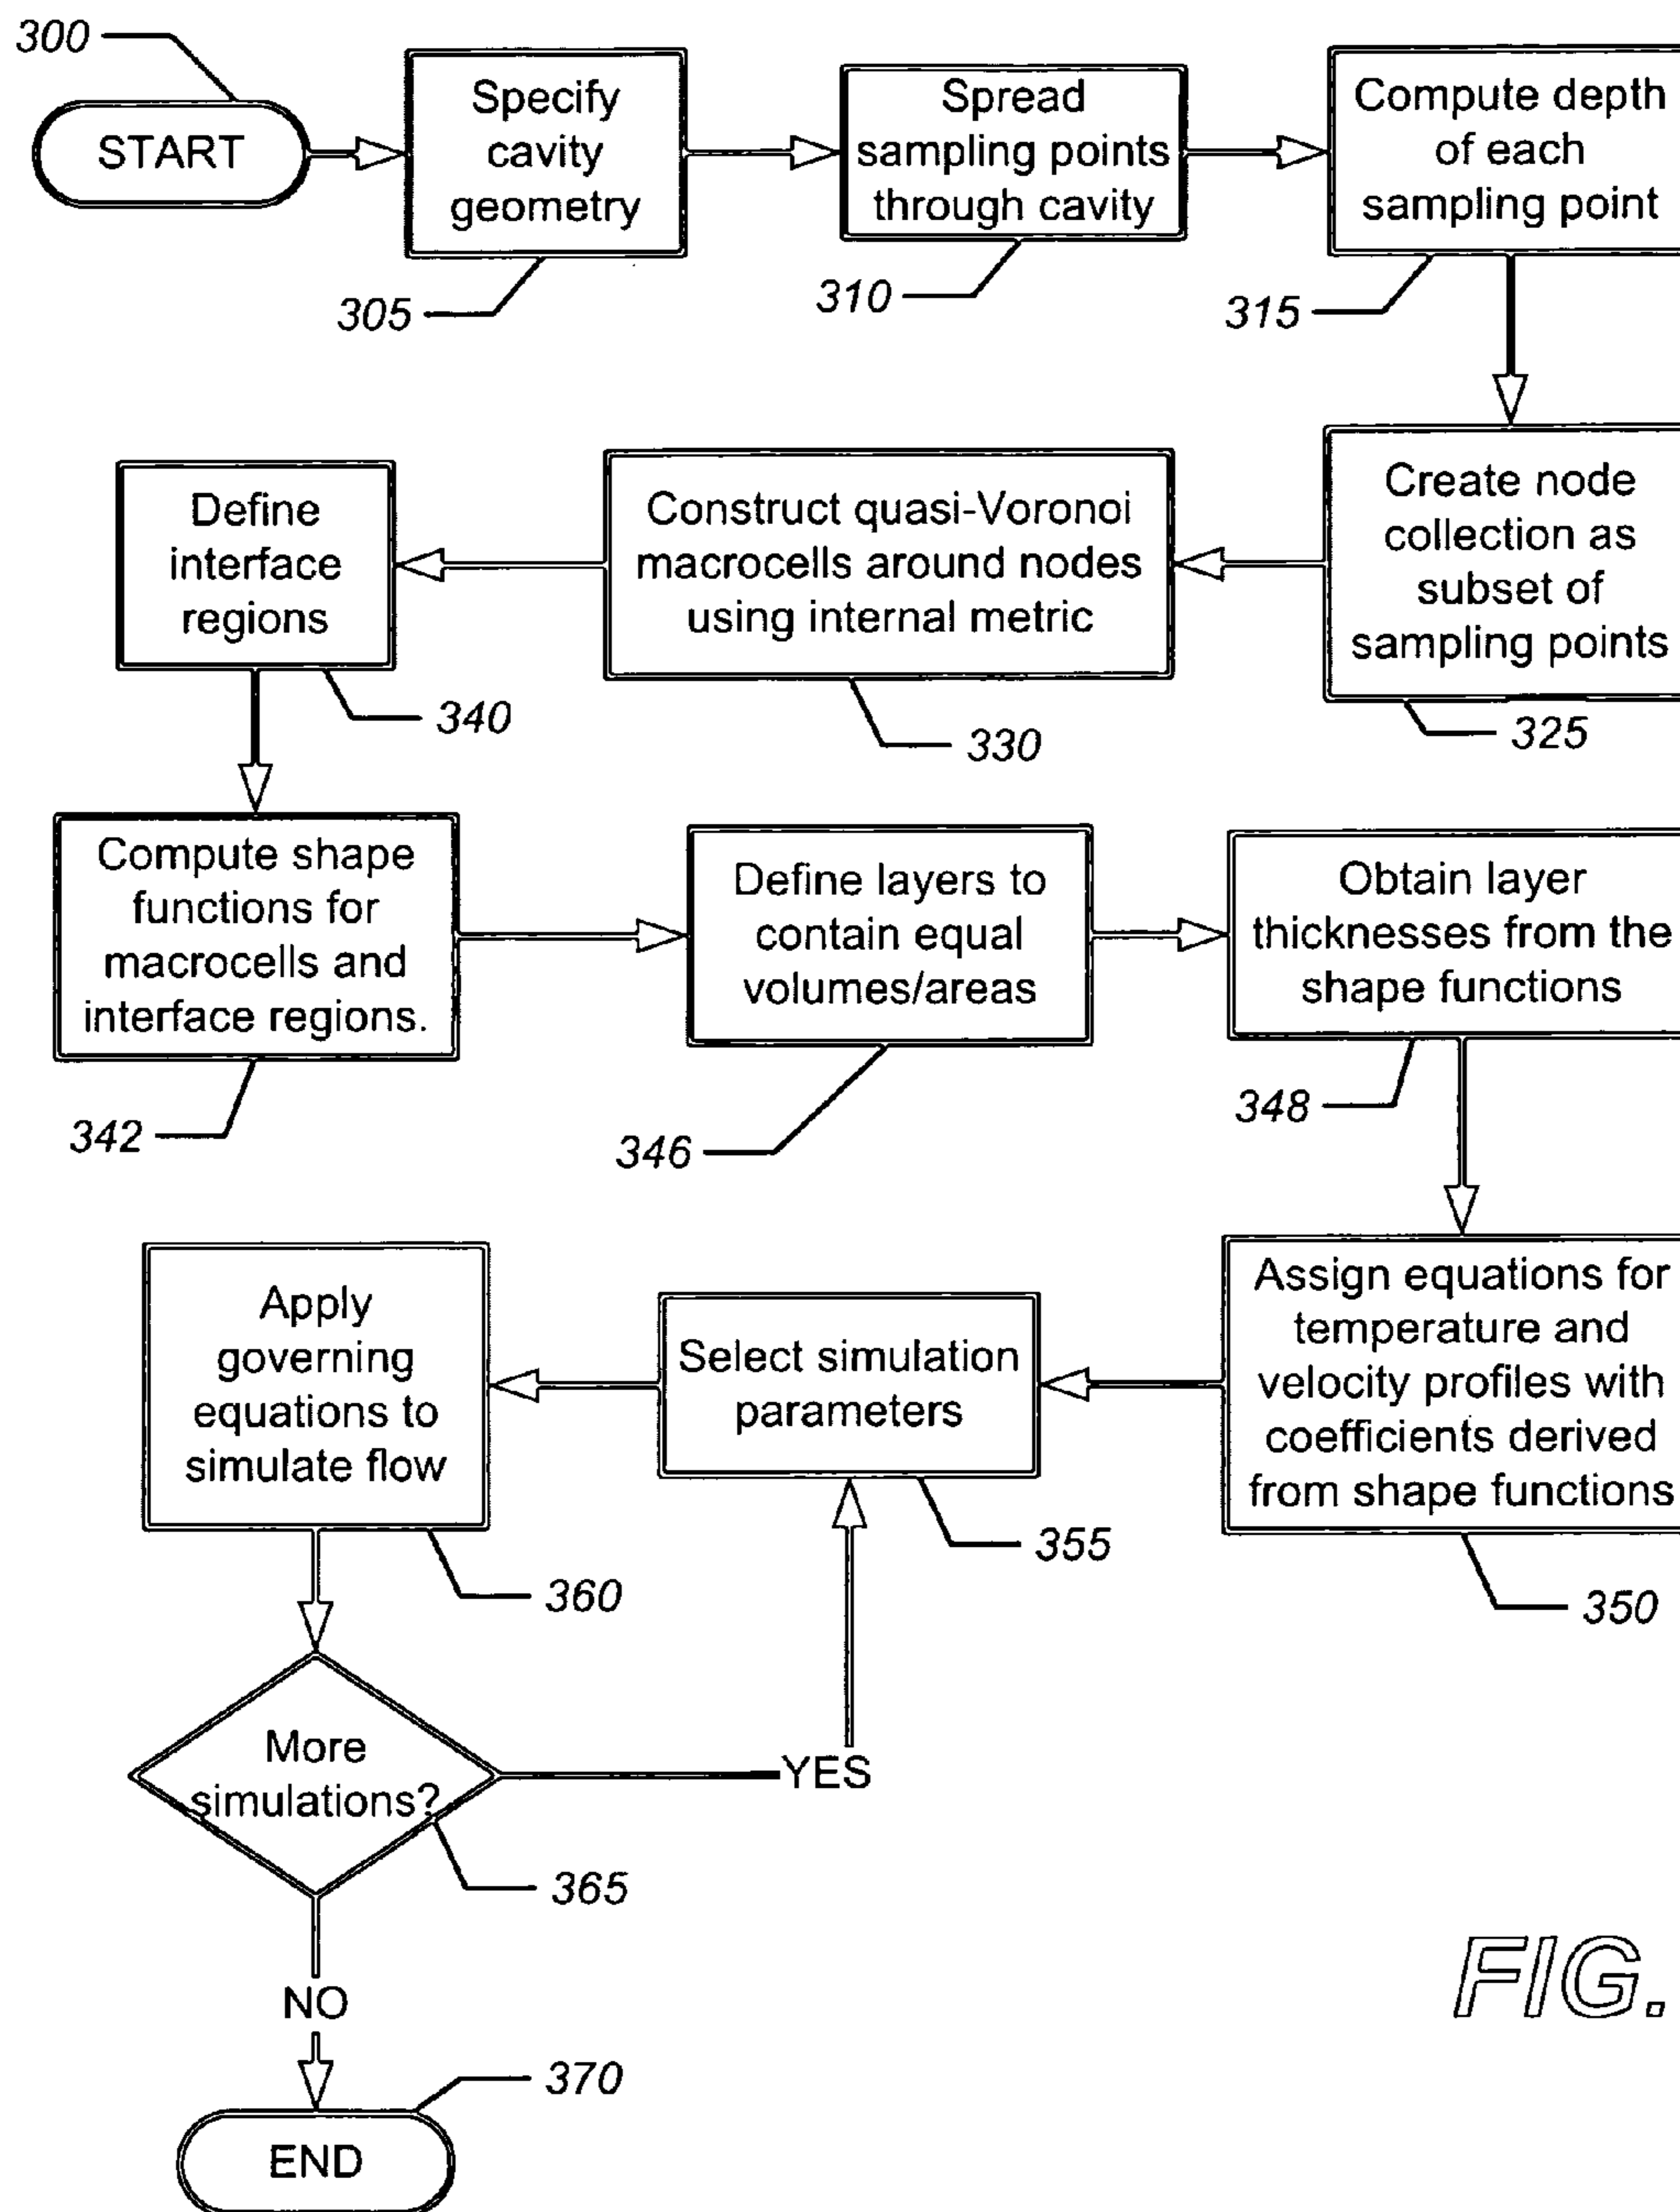 300
START
Specify
cavity
geometry
305
Spread
sampling points
through cavity
310
Compute depth
of each
sampling point
315
Create node
collection as
subset of
sampling points
325
Construct quasi-Voronoi
macrocells around nodes
using internal metric
330
Define
interface
regions
340
Compute shape
functions for
macrocells and
interface regions.
342
Define layers to
contain equal
volumes/areas
346
Obtain layer
thicknesses from the
shape functions
348
Assign equations for
temperature and
velocity profiles with
coefficients derived
from shape functions
350
Select simulation
parameters
355
Apply
governing
equations to
simulate flow
360
More
simulations?
365
YES
NO
370
END
FIG.